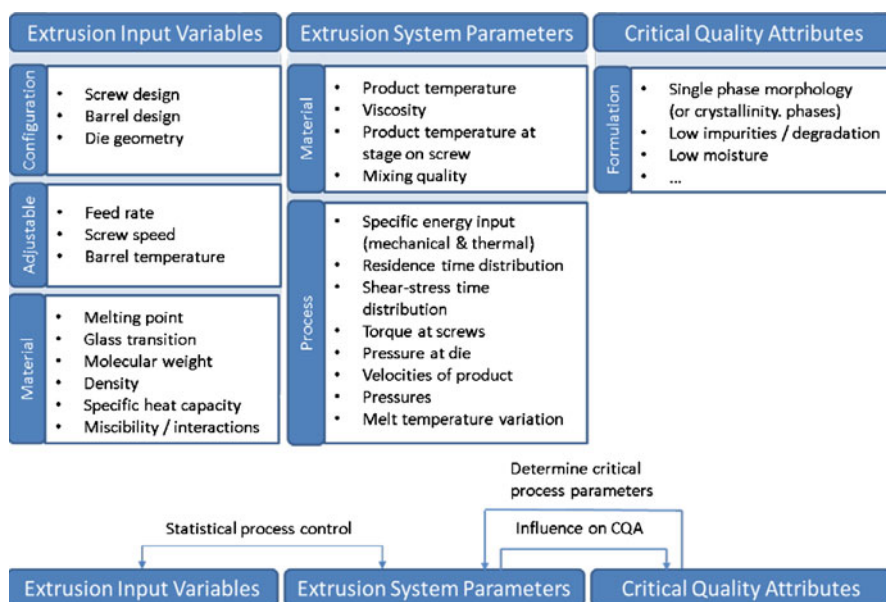 Extrusion Input Variables
Configuration
• Screw design
• Barrel design
• Die geometry
Adjustable
• Feed rate
• Screw speed
• Barrel temperature
Material
• Melting point
• Glass transition
• Molecular weight
• Density
• Specific heat capacity
• Miscibility / interactions
Extrusion System Parameters
Material
• Product temperature
• Viscosity
• Product temperature at
stage on screw
• Mixing quality
Process
• Specific energy input
(mechanical & thermal)
• Residence time distribution
• Shear-stress time
distribution
• Torque at screws
• Pressure at die
• Velocities of product
• Pressures
• Melt temperature variation
Critical Quality Attributes
Formulation
• Single phase morphology
(or crystallinity. phases)
• Low impurities / degradation
• Low moisture
• ...
Determine critical
process parameters
Statistical process control
Influence on CQA
Extrusion Input Variables
Extrusion System Parameters
Critical Quality Attributes